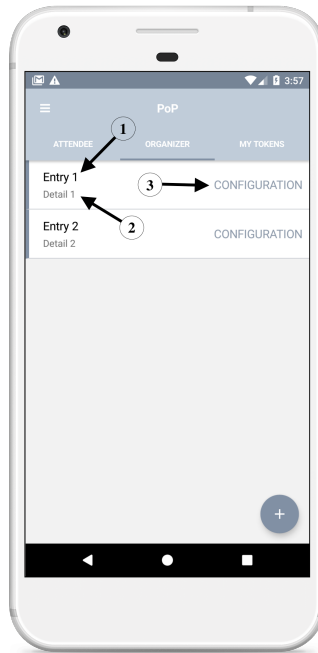 3:57
PoP
1
ATTENDEE ORGANIZER MY TOKENS
Entry 1
3
CONFIGURATION
Detail 1
2
Entry 2
CONFIGURATION
Detail 2
+